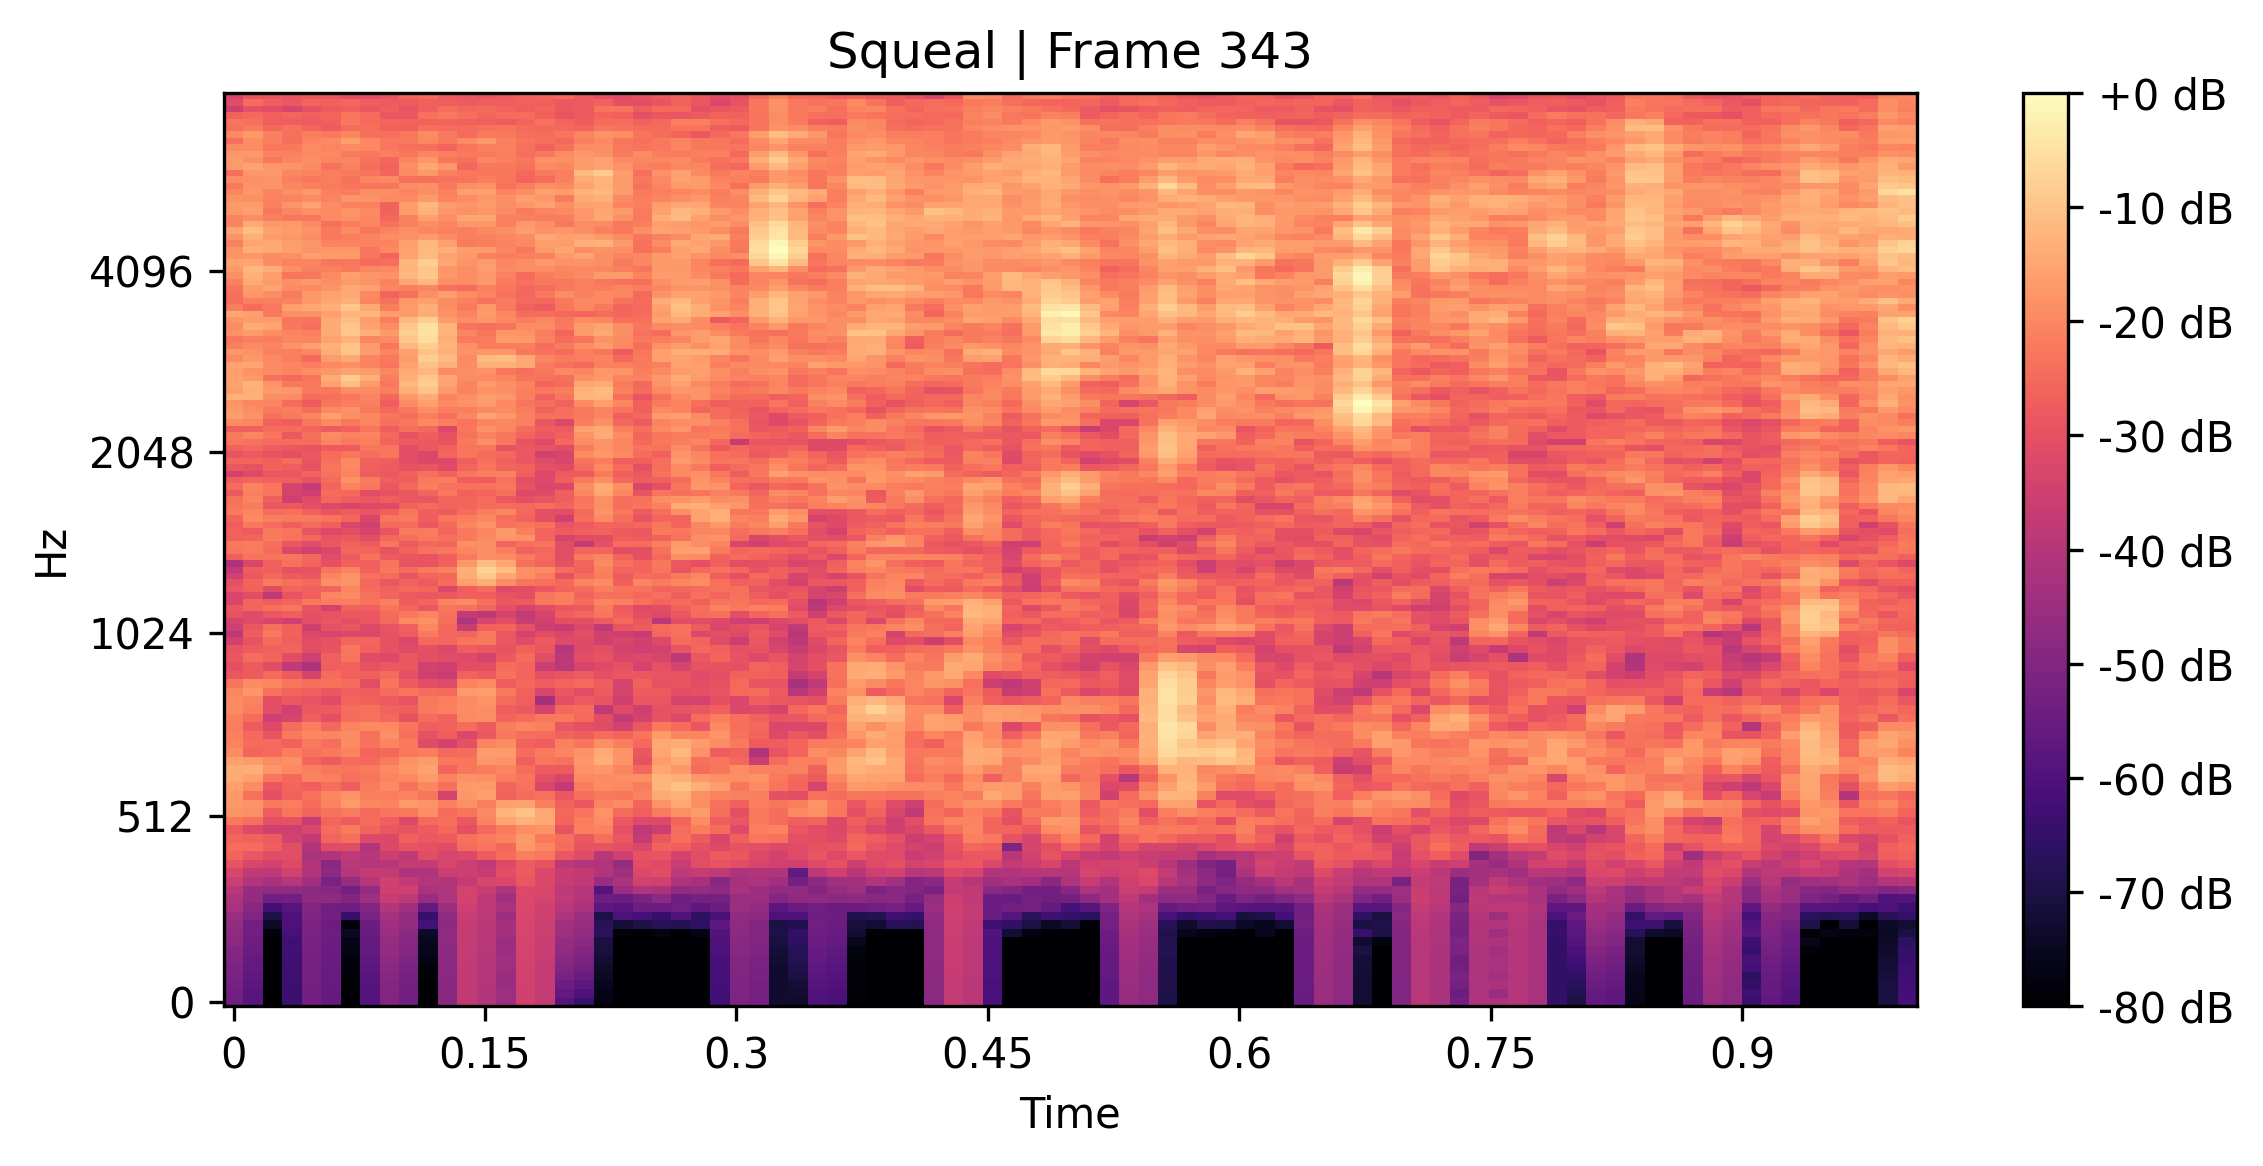 Squeal | Frame 343
Hz
4096
2048
1024
512
0
0 0.15 0.3 0.45 0.6 0.75 0.9
Time
+0 dB
-10 dB
-20 dB
-30 dB
-40 dB
-50 dB
-60 dB
-70 dB
-80 dB